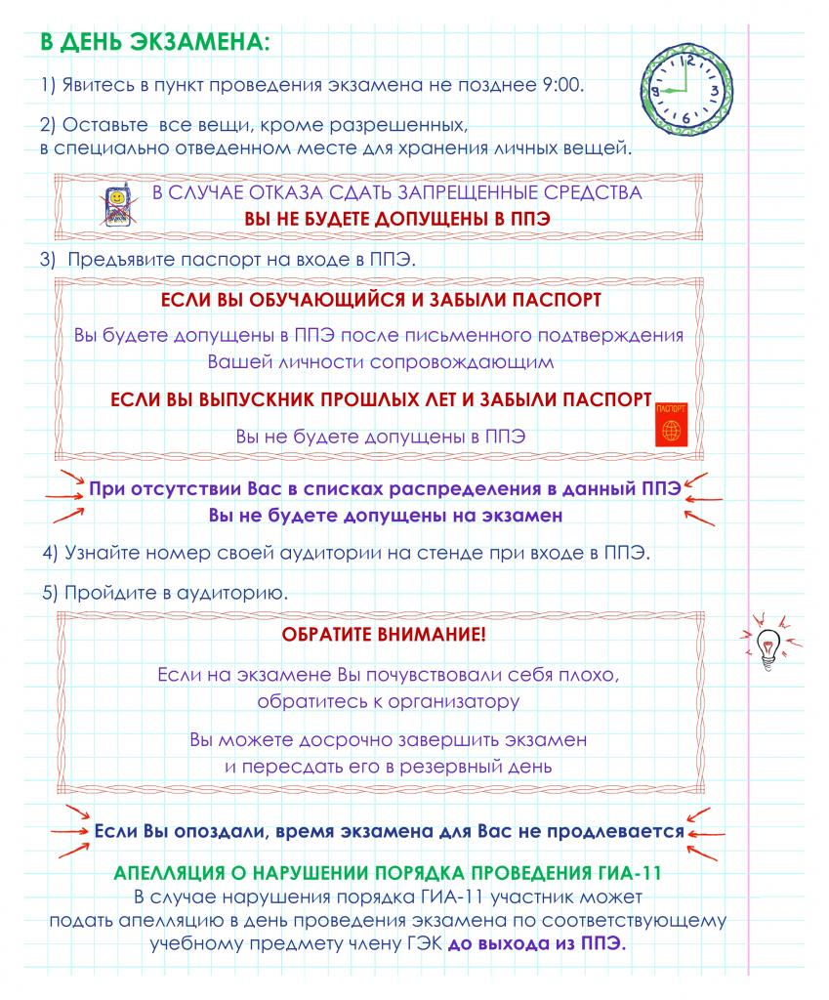 В ДЕНЬ ЭКЗАМЕНА:
1) Явитесь в пункт проведения экзамена не позднее 9:00.
12
3
6
9
2) Оставьте все вещи, кроме разрешенных,
в специально отведенном месте для хранения личных вещей.
В СЛУЧАЕ ОТКАЗА СДАТЬ ЗАПРЕЩЕННЫЕ СРЕДСТВА
ВЫ НЕ БУДЕТЕ ДОПУЩЕНЫ В ППЭ
3) Предъявите паспорт на входе в ППЭ.
ЕСЛИ ВЫ ОБУЧАЮЩИЙСЯ И ЗАБЫЛИ ПАСПОРТ
Вы будете допущены в ППЭ после письменного подтверждения
Вашей личности сопровождающим
ЕСЛИ ВЫ ВЫПУСКНИК ПРОШЛЫХ ЛЕТ И ЗАБЫЛИ ПАСПОРТ
ПАСПОРТ
Вы не будете допущены в ППЭ
При отсутствии Вас в списках распределения в данный ППЭ
Вы не будете допущены на экзамен
4) Узнайте номер своей аудитории на стенде при входе в ППЭ.
5) Пройдите в аудиторию.
ОБРАТИТЕ ВНИМАНИЕ!
Если на экзамене Вы почувствовали себя плохо,
обратитесь к организатору
Вы можете досрочно завершить экзамен
и пересдать его в резервный день
Если Вы опоздали, время экзамена для Вас не продлевается
АПЕЛЛЯЦИЯ О НАРУШЕНИИ ПОРЯДКА ПРОВЕДЕНИЯ ГИА-11
В случае нарушения порядка ГИА-11 участник может
подать апелляцию в день проведения экзамена по соответствующему
учебному предмету члену ГЭК до выхода из ППЭ.